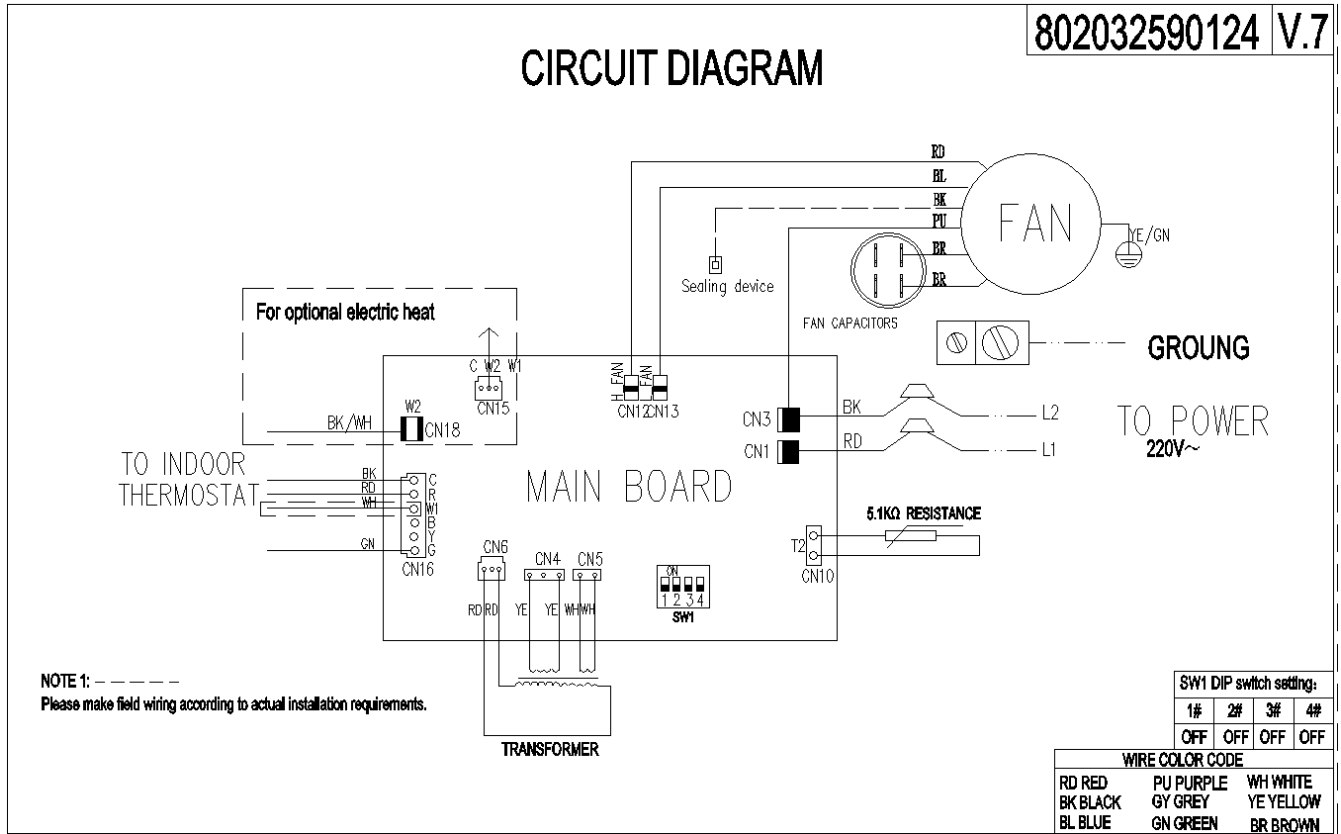 802032590124 V.7
CIRCUIT DIAGRAM
RD
BL
BK
PU
BR
BR
FAN
YE/GN
Sealing device
FAN CAPACITORS
For optional electric heat
GROUNG
C W2 W1
CN15
W2
BK/WH
CN18
H FAN
L FAN
CN12
CN13
CN3
BK
L2
CN1
RD
L1
TO POWER
220V~
TO INDOOR
THERMOSTAT
BK
RD
WH
GN
C
R
W1
B
Y
G
CN16
MAIN BOARD
5.1KΩ RESISTANCE
T2
CN10
CN6
CN4
CN5
RD RD YE YE WH WH
ON
1 2 3 4
SW1
TRANSFORMER
NOTE 1: – – – – – –
Please make field wiring according to actual installation requirements.
SW1 DIP switch setting:
1# 2# 3# 4#
OFF OFF OFF OFF
WIRE COLOR CODE
RD RED PU PURPLE WH WHITE
BK BLACK GY GREY YE YELLOW
BL BLUE GN GREEN BR BROWN